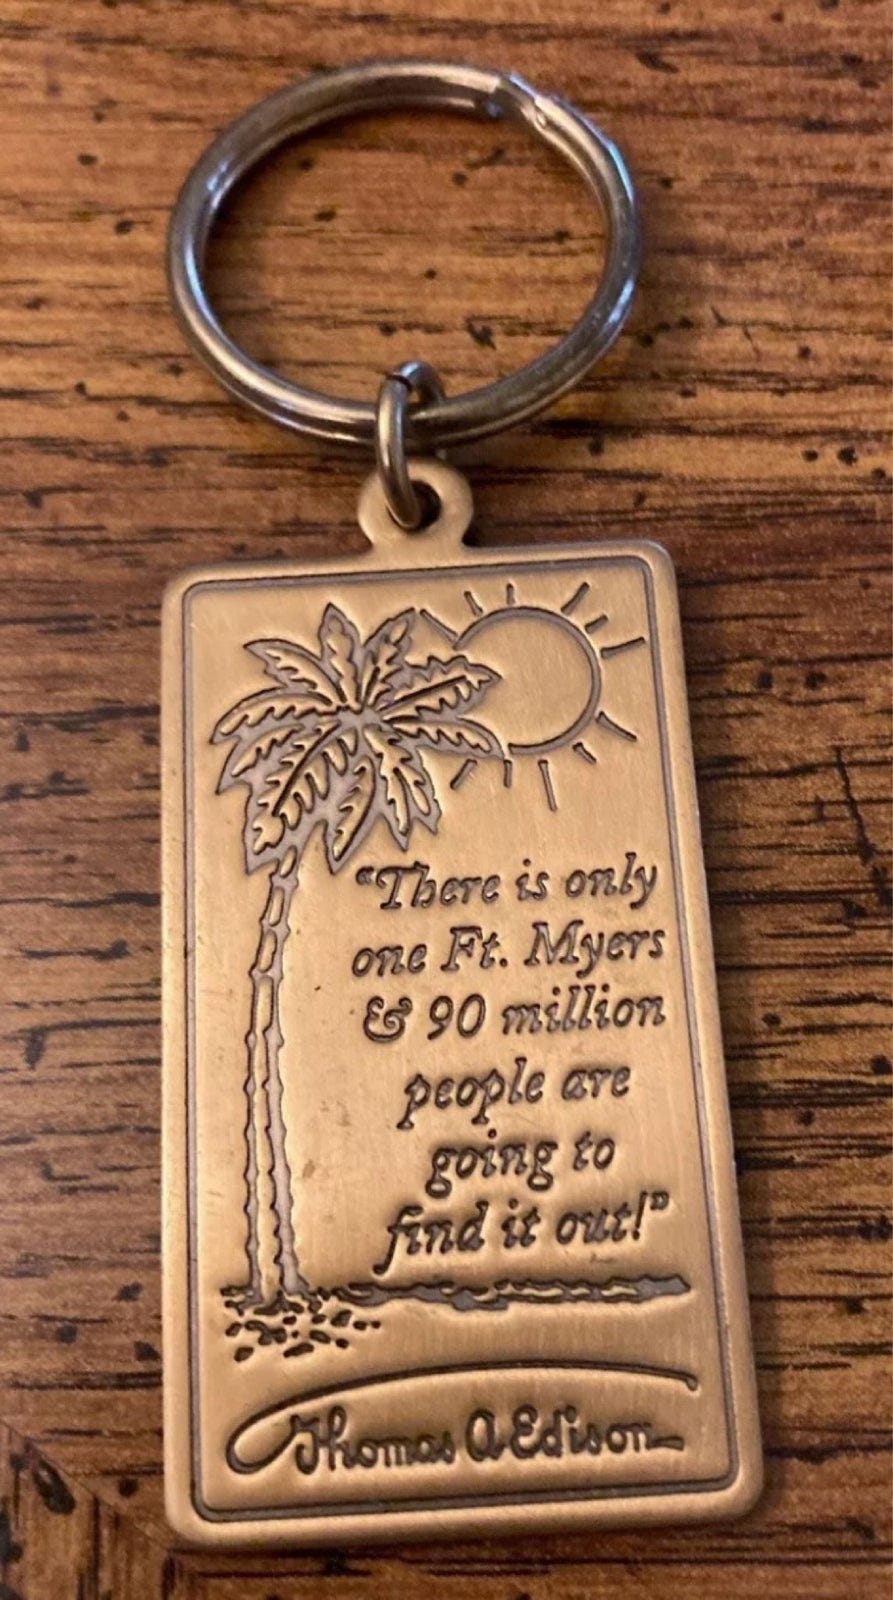 "There is only
one Ft. Myers
& 90 million
people are
going to
find it out!"
Thomas A Edison